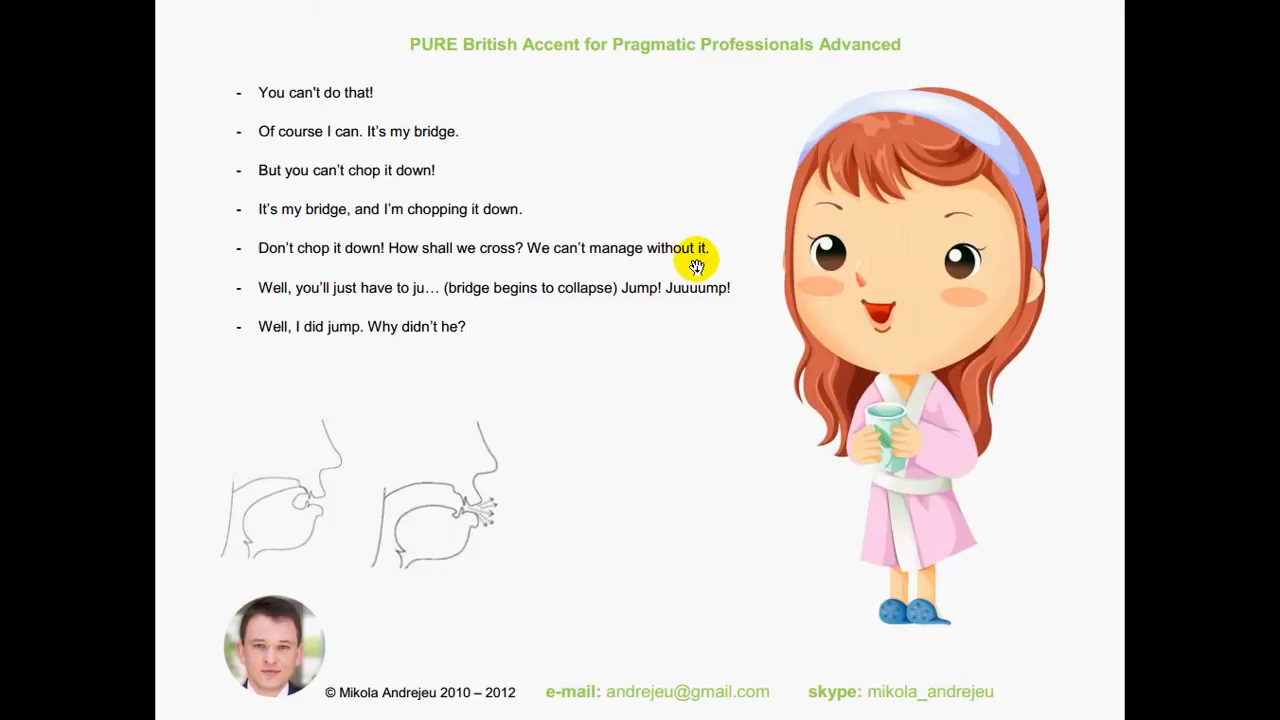 PURE British Accent for Pragmatic Professionals Advanced
- You can't do that!
- Of course I can. It’s my bridge.
- But you can’t chop it down!
- It’s my bridge, and I’m chopping it down.
- Don’t chop it down! How shall we cross? We can’t manage without it.
- Well, you’ll just have to ju… (bridge begins to collapse) Jump! Juuuump!
- Well, I did jump. Why didn’t he?
© Mikola Andrejeu 2010 – 2012 e-mail: andrejeu@gmail.com skype: mikola_andrejeu